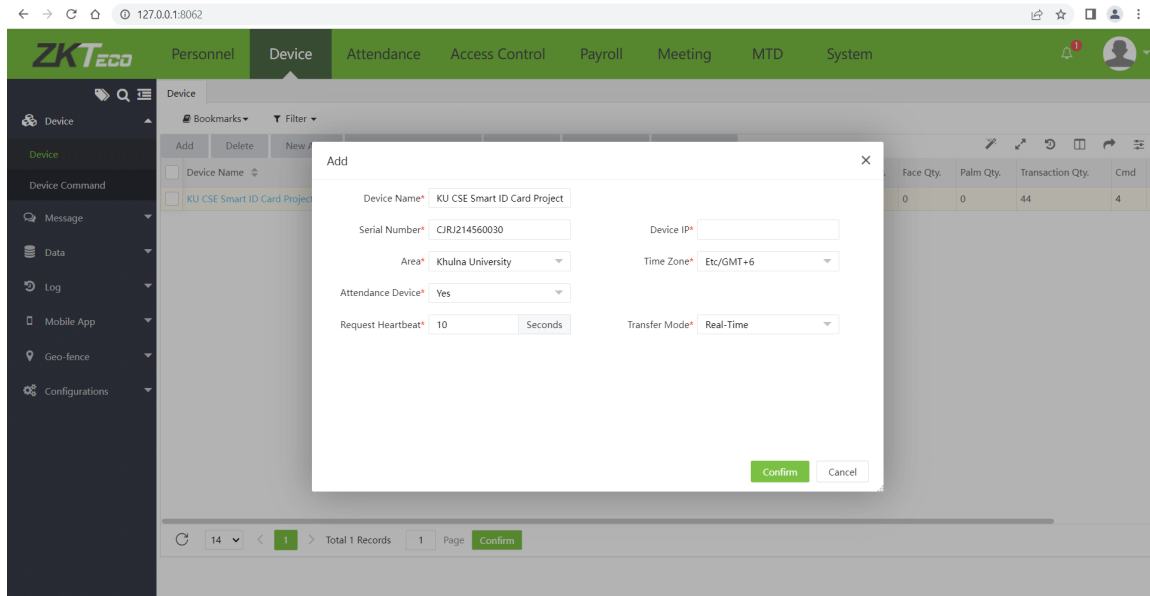 127.0.0.1:8062
ZKTECO Personnel Device Attendance Access Control Payroll Meeting MTD System 1
Device
Bookmarks Filter
Device
Add Delete New
Device
Device Name Face Qty. Palm Qty. Transaction Qty. Cmd
Device Command
KU CSE Smart ID Card Project 0 0 44 4
Message
Data
Log
Mobile App
Geo-fence
Configurations
Add
Device Name* KU CSE Smart ID Card Project
Serial Number* CJRJ214560030 Device IP*
Area* Khulna University Time Zone* Etc/GMT+6
Attendance Device* Yes
Request Heartbeat* 10 Seconds Transfer Mode* Real-Time
Confirm Cancel
14 < 1 > Total 1 Records 1 Page Confirm